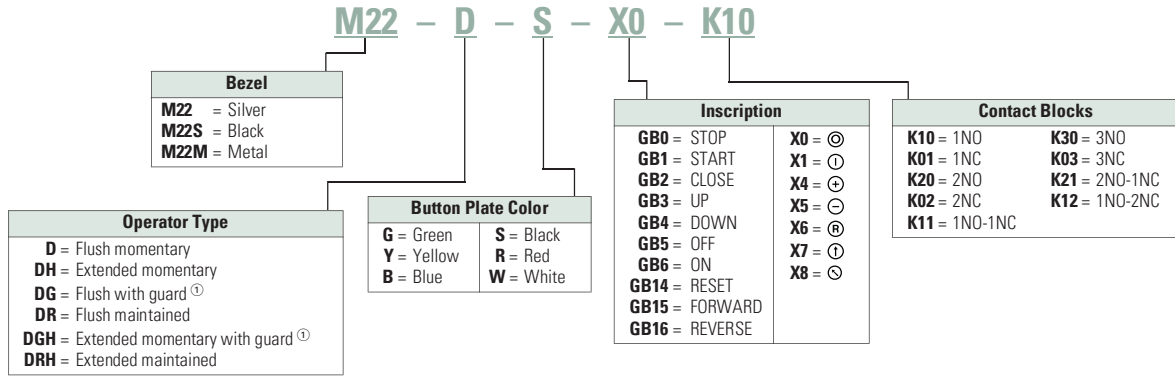 M22 – D – S – X0 – K10
Bezel
M22 = Silver
M22S = Black
M22M = Metal
Operator Type
D = Flush momentary
DH = Extended momentary
DG = Flush with guard ①
DR = Flush maintained
DGH = Extended momentary with guard ①
DRH = Extended maintained
Button Plate Color
G = Green
Y = Yellow
B = Blue
S = Black
R = Red
W = White
Inscription
GB0 = STOP
GB1 = START
GB2 = CLOSE
GB3 = UP
GB4 = DOWN
GB5 = OFF
GB6 = ON
GB14 = RESET
GB15 = FORWARD
GB16 = REVERSE
X0 = ◎
X1 = ⏼
X4 = ⊕
X5 = ⊖
X6 = Ⓡ
X7 = ↑
X8 = ↖
Contact Blocks
K10 = 1NO
K01 = 1NC
K20 = 2NO
K02 = 2NC
K11 = 1NO-1NC
K30 = 3NO
K03 = 3NC
K21 = 2NO-1NC
K12 = 1NO-2NC